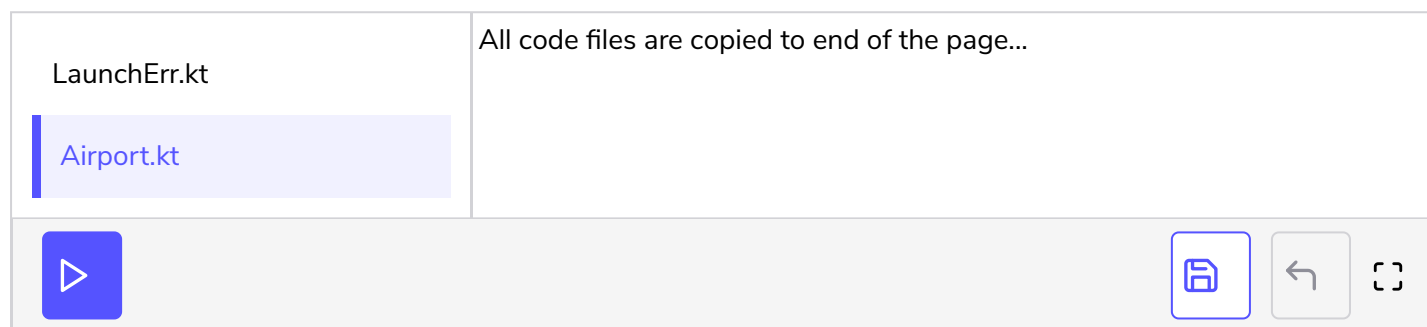 LaunchErr.kt
Airport.kt
All code files are copied to end of the page...